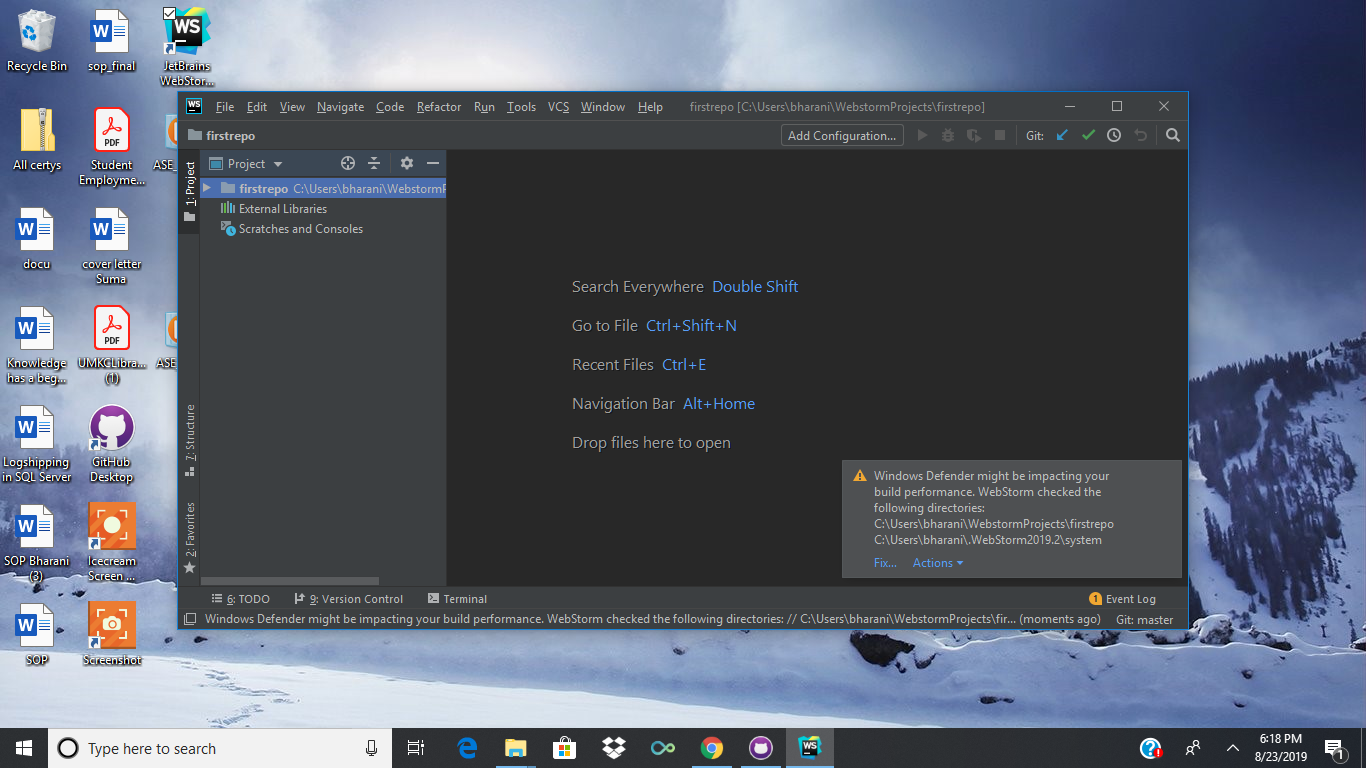 Recycle Bin
sop_final
WS
JetBrains
WebStor...
All certys
PDF
Student
Employme...
ASE_
W
docu
W
cover letter
Suma
W
Knowledge
has a beg...
PDF
UMKCLibra...
(1)
ASE_
W
Logshipping
in SQL Server
GitHub
Desktop
W
SOP Bharani
(3)
Icecream
Screen ...
W
SOP
Screenshot
WS
File Edit View Navigate Code Refactor Run Tools VCS Window Help firstrepo [C:\Users\bharani\WebstormProjects\firstrepo]
firstrepo
Add Configuration...
Git:
1: Project
Project
firstrepo C:\Users\bharani\WebstormP
External Libraries
Scratches and Consoles
7: Structure
2: Favorites
Search Everywhere Double Shift
Go to File Ctrl+Shift+N
Recent Files Ctrl+E
Navigation Bar Alt+Home
Drop files here to open
Windows Defender might be impacting your
build performance. WebStorm checked the
following directories:
C:\Users\bharani\WebstormProjects\firstrepo
C:\Users\bharani\.WebStorm2019.2\system
Fix... Actions
6: TODO 9: Version Control Terminal
1 Event Log
Windows Defender might be impacting your build performance. WebStorm checked the following directories: // C:\Users\bharani\WebstormProjects\fir... (moments ago) Git: master
Type here to search
WS
6:18 PM
8/23/2019
1